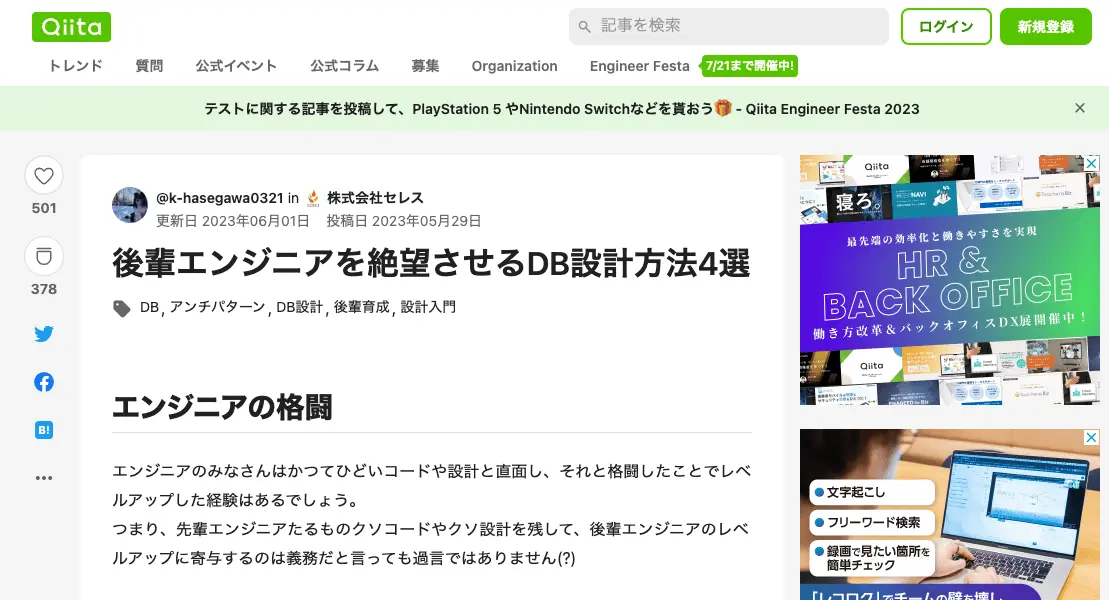 Qiita
記事を検索
ログイン
新規登録
トレンド 質問 公式イベント 公式コラム 募集 Organization Engineer Festa 7/21まで開催中!
テストに関する記事を投稿して、PlayStation 5 やNintendo Switchなどを貰おう🎁 - Qiita Engineer Festa 2023
501
378
B!
@k-hasegawa0321 in 株式会社セレス
更新日 2023年06月01日 投稿日 2023年05月29日
後輩エンジニアを絶望させるDB設計方法4選
DB, アンチパターン, DB設計, 後輩育成, 設計入門
エンジニアの格闘
エンジニアのみなさんはかつてひどいコードや設計と直面し、それと格闘したことでレベ
ルアップした経験はあるでしょう。
つまり、先輩エンジニアたるものクソコードやクソ設計を残して、後輩エンジニアのレベ
ルアップに寄与するのは義務だと言っても過言ではありません(?)
Qiita
寝ろ。
NAVI
最先端の効率化と働きやすさを実現
HR &
BACK OFFICE
働き方改革&バックオフィスDX展開催中!
Qiita
文字起こし
フリーワード検索
録画で見たい箇所を
簡単チェック
「レコロク」でチームの壁を壊し